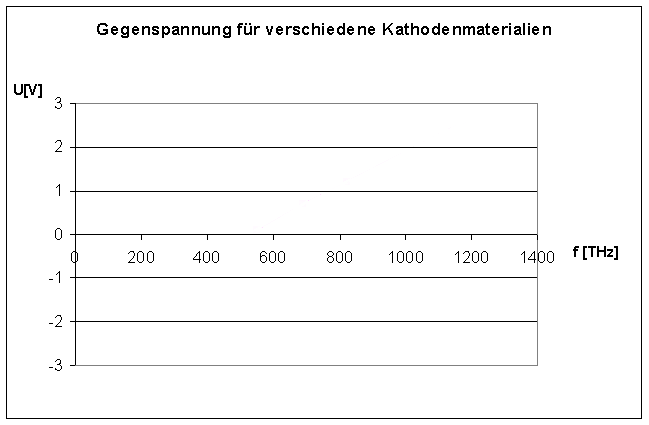 Gegenspannung für verschiedene Kathodenmaterialien
U[V]
3
2
1
0
0 200 400 600 800 1000 1200 1400
f [THz]
-1
-2
-3